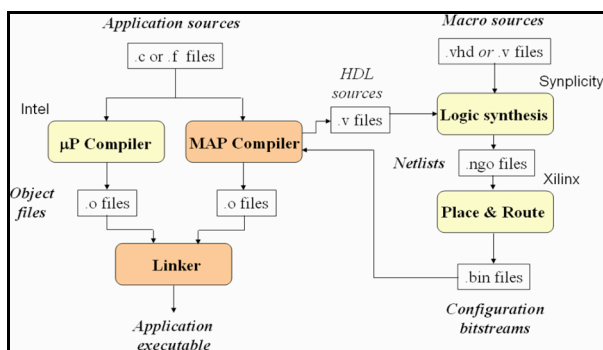 Application sources
Macro sources
.c or .f files
.vhd or .v files
HDL
sources
Synplicity
Intel
μP Compiler
MAP Compiler
.v files
Logic synthesis
Netlists
.ngo files
Xilinx
Object
files
.o files
.o files
Place & Route
Linker
.bin files
Application
executable
Configuration
bitstreams